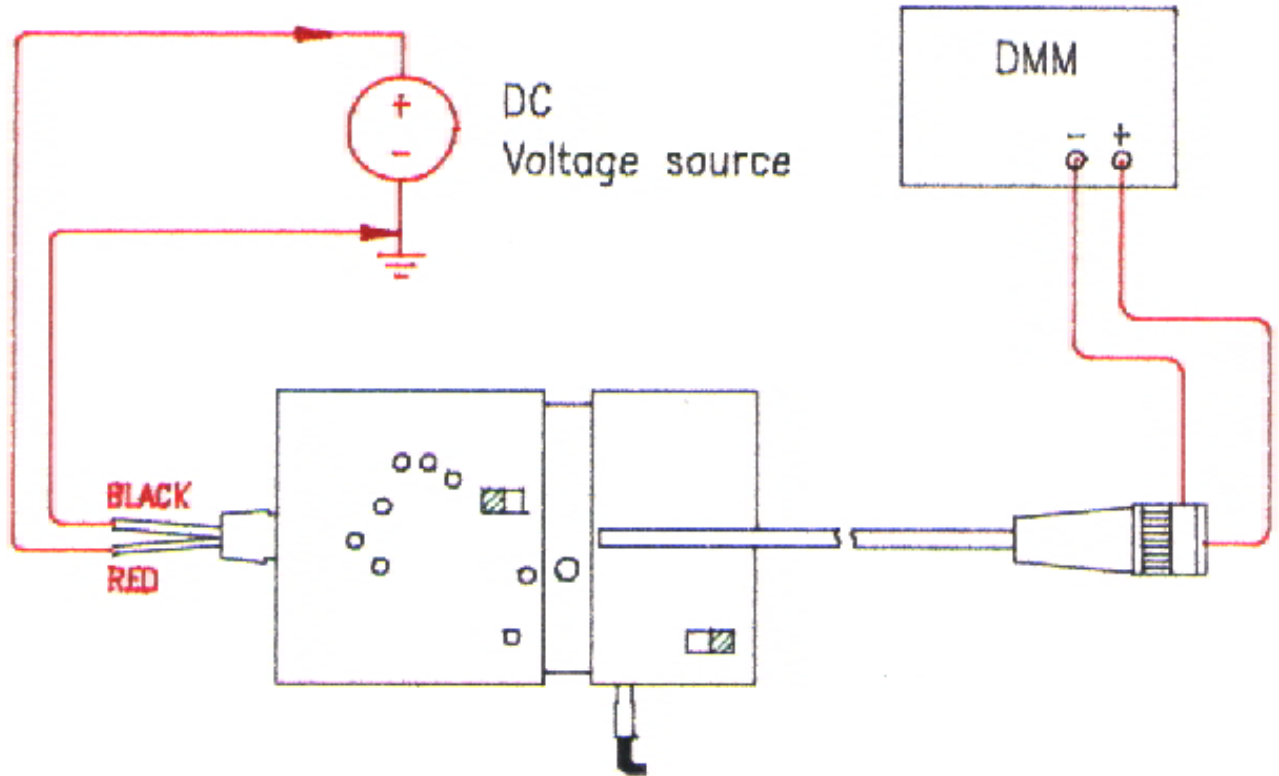 DC
Voltage source
+
-
DMM
- +
BLACK
RED